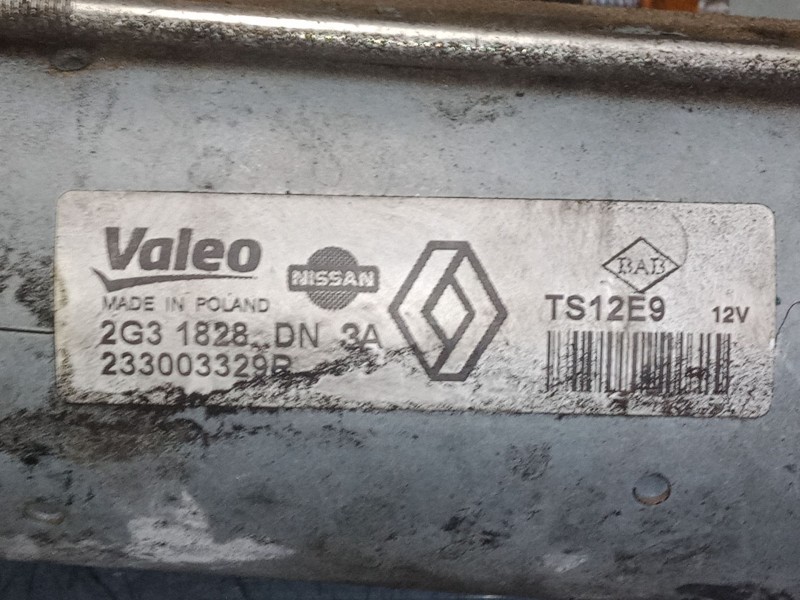 Valeo
MADE IN POLAND
2G3 1828 DN 3A
233003329R
NISSAN
BAB
TS12E9
12V